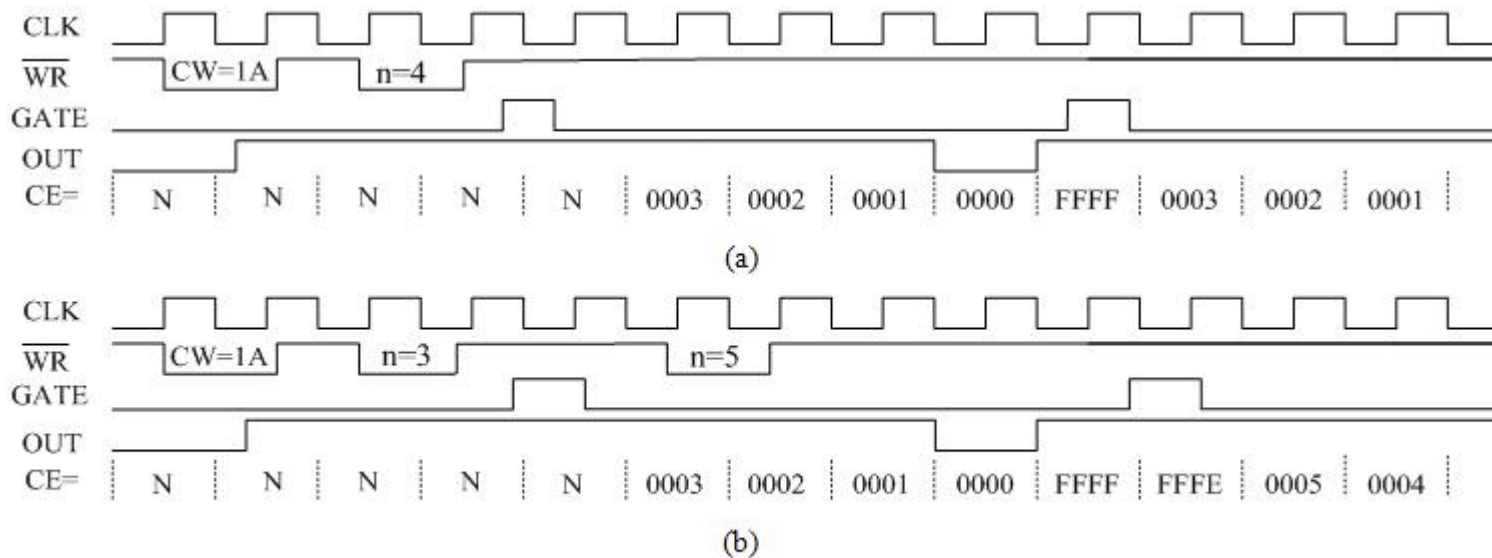 CLK
WR CW=1A n=4
GATE
OUT
CE= N N N N N 0003 0002 0001 0000 FFFF 0003 0002 0001
(a)
CLK
WR CW=1A n=3 n=5
GATE
OUT
CE= N N N N N 0003 0002 0001 0000 FFFF FFFE 0005 0004
(b)